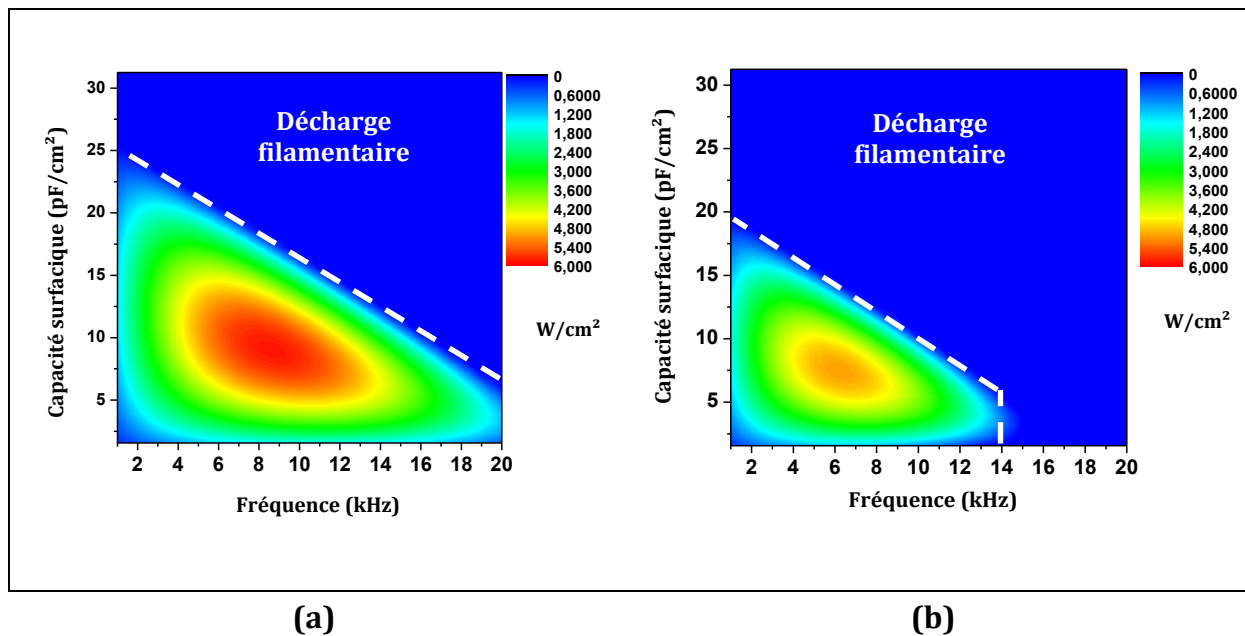 Décharge
filamentaire
Capacité surfacique (pF/cm²)
30
25
20
15
10
5
2 4 6 8 10 12 14 16 18 20
Fréquence (kHz)
0
0,6000
1,200
1,800
2,400
3,000
3,600
4,200
4,800
5,400
6,000
W/cm²
(a)
Décharge
filamentaire
Capacité surfacique (pF/cm²)
30
25
20
15
10
5
2 4 6 8 10 12 14 16 18 20
Fréquence (kHz)
0
0,6000
1,200
1,800
2,400
3,000
3,600
4,200
4,800
5,400
6,000
W/cm²
(b)